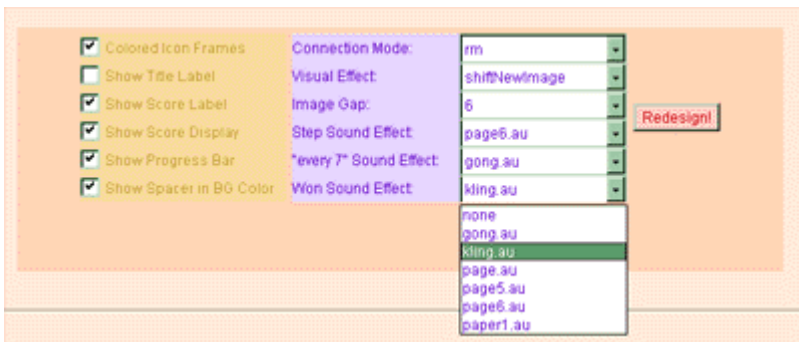 Colored Icon Frames Connection Mode: rm
Show Title Label Visual Effect: shiftNewImage
Show Score Label Image Gap: 6
Redesign!
Show Score Display Step Sound Effect: page6.au
Show Progress Bar "every 7" Sound Effect: gong.au
Show Spacer in BG Color Won Sound Effect: kling.au
none
gong.au
kling.au
page.au
page5.au
page6.au
paper1.au